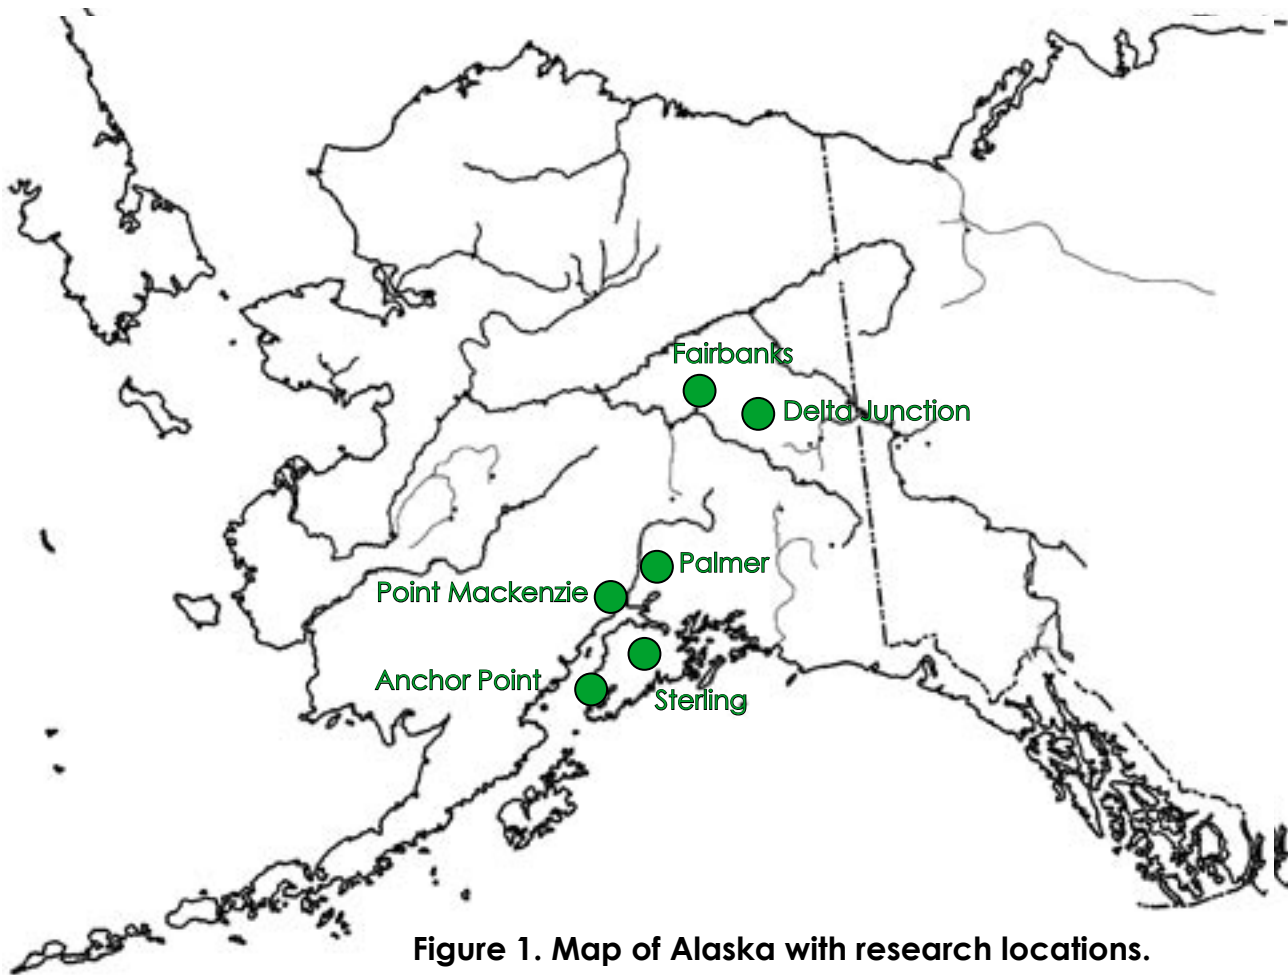 Fairbanks
Delta Junction
Palmer
Point Mackenzie
Anchor Point
Sterling
Figure 1. Map of Alaska with research locations.